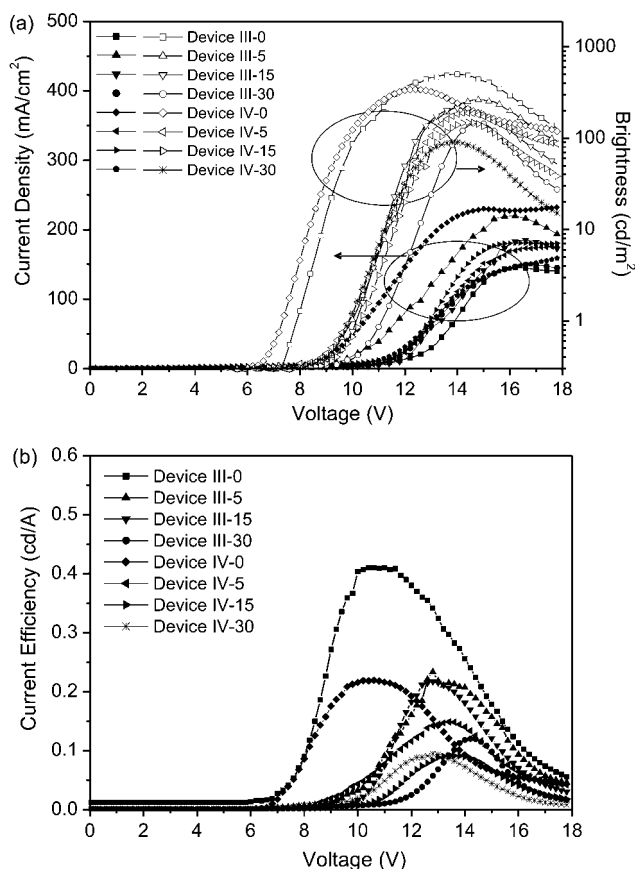 (a)
500
400
300
200
100
0
Current Density (mA/cm²)
Device III-0
Device III-5
Device III-15
Device III-30
Device IV-0
Device IV-5
Device IV-15
Device IV-30
1000
100
10
1
Brightness (cd/m²)
0 2 4 6 8 10 12 14 16 18
Voltage (V)
(b)
0.6
0.5
0.4
0.3
0.2
0.1
0.0
Current Efficiency (cd/A)
Device III-0
Device III-5
Device III-15
Device III-30
Device IV-0
Device IV-5
Device IV-15
Device IV-30
0 2 4 6 8 10 12 14 16 18
Voltage (V)